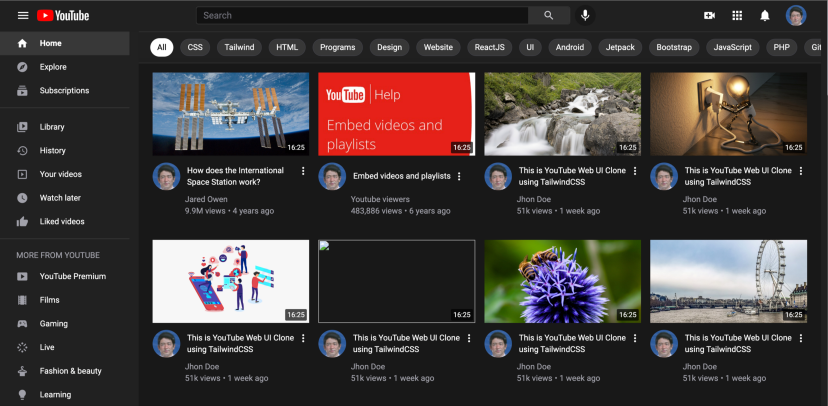 YouTube
Search
Home
Explore
Subscriptions
Library
History
Your videos
Watch later
Liked videos
MORE FROM YOUTUBE
YouTube Premium
Films
Gaming
Live
Fashion & beauty
Learning
All CSS Tailwind HTML Programs Design Website ReactJS UI Android Jetpack Bootstrap JavaScript PHP Git
16:25
How does the International
Space Station work?
Jared Owen
9.9M views • 4 years ago
YouTube Help
Embed videos and
playlists
16:25
Embed videos and playlists
Youtube viewers
483,886 views • 6 years ago
16:25
This is YouTube Web UI Clone
using TailwindCSS
Jhon Doe
51k views • 1 week ago
16:25
This is YouTube Web UI Clone
using TailwindCSS
Jhon Doe
51k views • 1 week ago
16:25
This is YouTube Web UI Clone
using TailwindCSS
Jhon Doe
51k views • 1 week ago
16:25
This is YouTube Web UI Clone
using TailwindCSS
Jhon Doe
51k views • 1 week ago
16:25
This is YouTube Web UI Clone
using TailwindCSS
Jhon Doe
51k views • 1 week ago
16:25
This is YouTube Web UI Clone
using TailwindCSS
Jhon Doe
51k views • 1 week ago